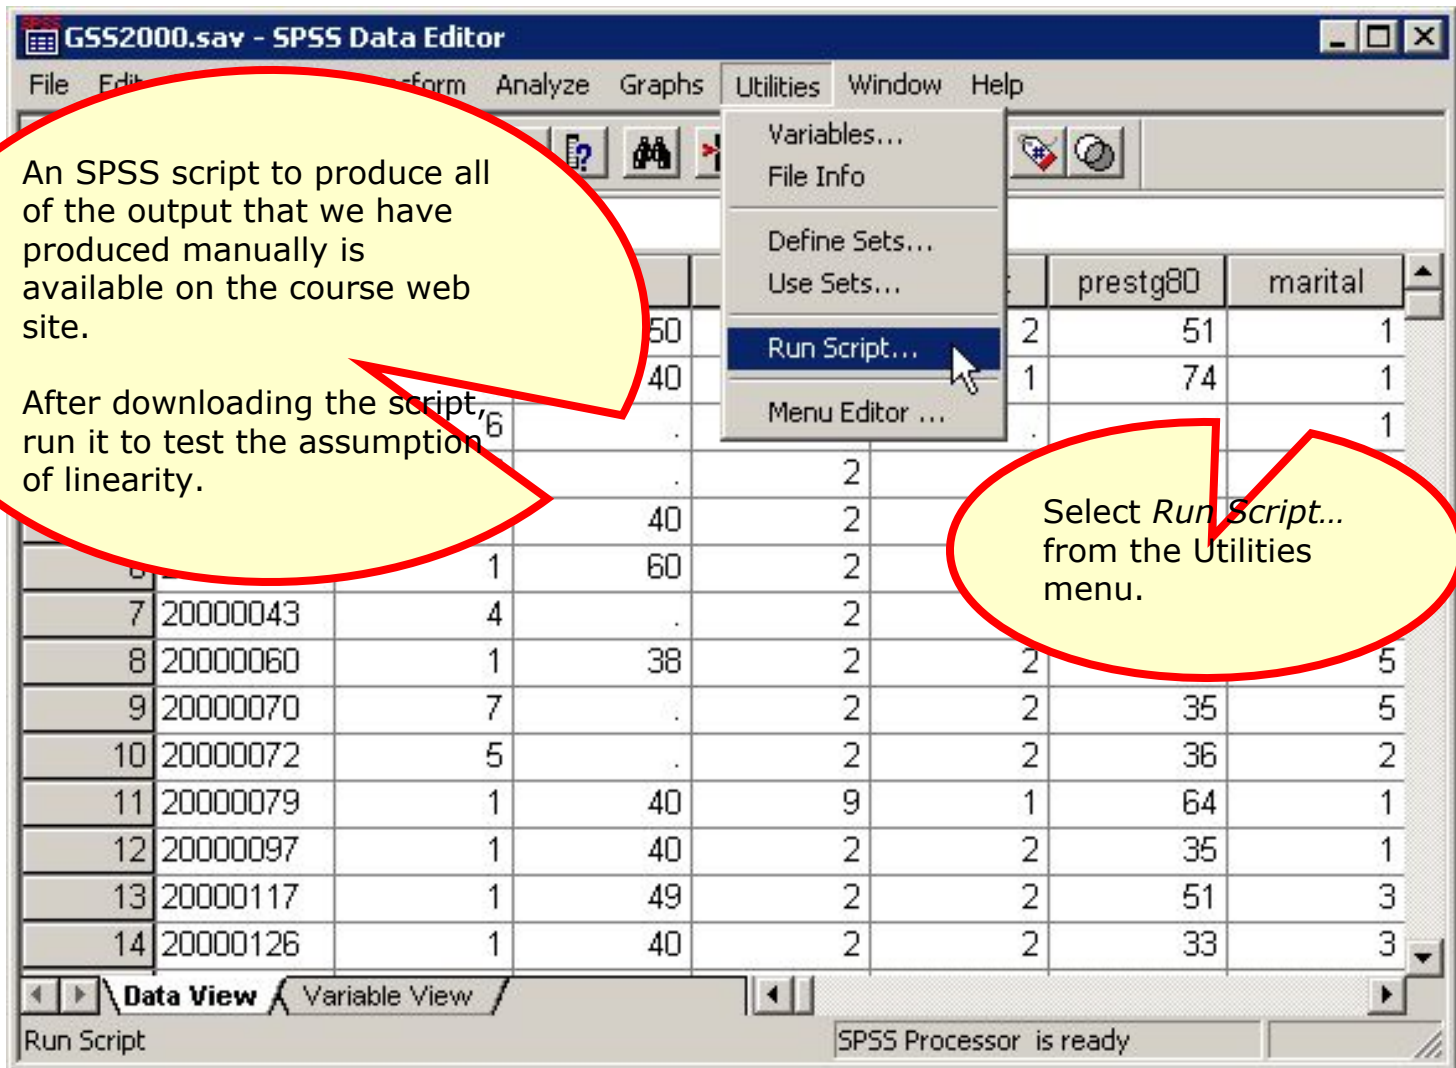 SPSS
GSS2000.sav - SPSS Data Editor
File Edit sform Analyze Graphs Utilities Window Help
Variables...
File Info
Define Sets...
Use Sets...
Run Script...
Menu Editor ...
An SPSS script to produce all
of the output that we have
produced manually is
available on the course web
site.
After downloading the script,
run it to test the assumption
of linearity.
Select Run Script…
from the Utilities
menu.
prestg80 marital
50 2 51 1
40 1 74 1
6 . . 1
. 2
40 2
6 2 1 60 2
7 20000043 4 . 2
8 20000060 1 38 2 2 5
9 20000070 7 . 2 2 35 5
10 20000072 5 . 2 2 36 2
11 20000079 1 40 9 1 64 1
12 20000097 1 40 2 2 35 1
13 20000117 1 49 2 2 51 3
14 20000126 1 40 2 2 33 3
Data View Variable View
Run Script SPSS Processor is ready